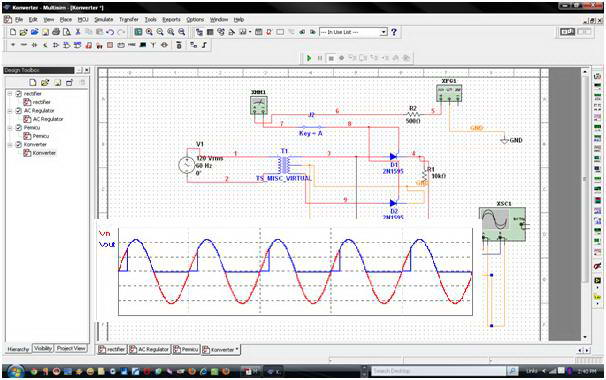 Konverter - Multisim - [Konverter *]
File Edit View Place MCU Simulate Transfer Tools Reports Options Window Help
--- In Use List ---
Design Toolbox
rectifier
rectifier
AC Regulator
AC Regulator
Pemicu
Pemicu
Konverter
Konverter
XMM1
XFG1
J2
6
R2
500Ω
5
7
8
Key = A
GND
GND
V1
120 Vrms
60 Hz
0°
1
2
T1
TS_MISC_VIRTUAL
3
9
D1
2N1595
4
R1
10kΩ
GND
D2
2N1595
XSC1
Vin
Vout
Hierarchy Visibility Project View
rectifier AC Regulator Pemicu Konverter *
Search Desktop
Links
2:40 PM